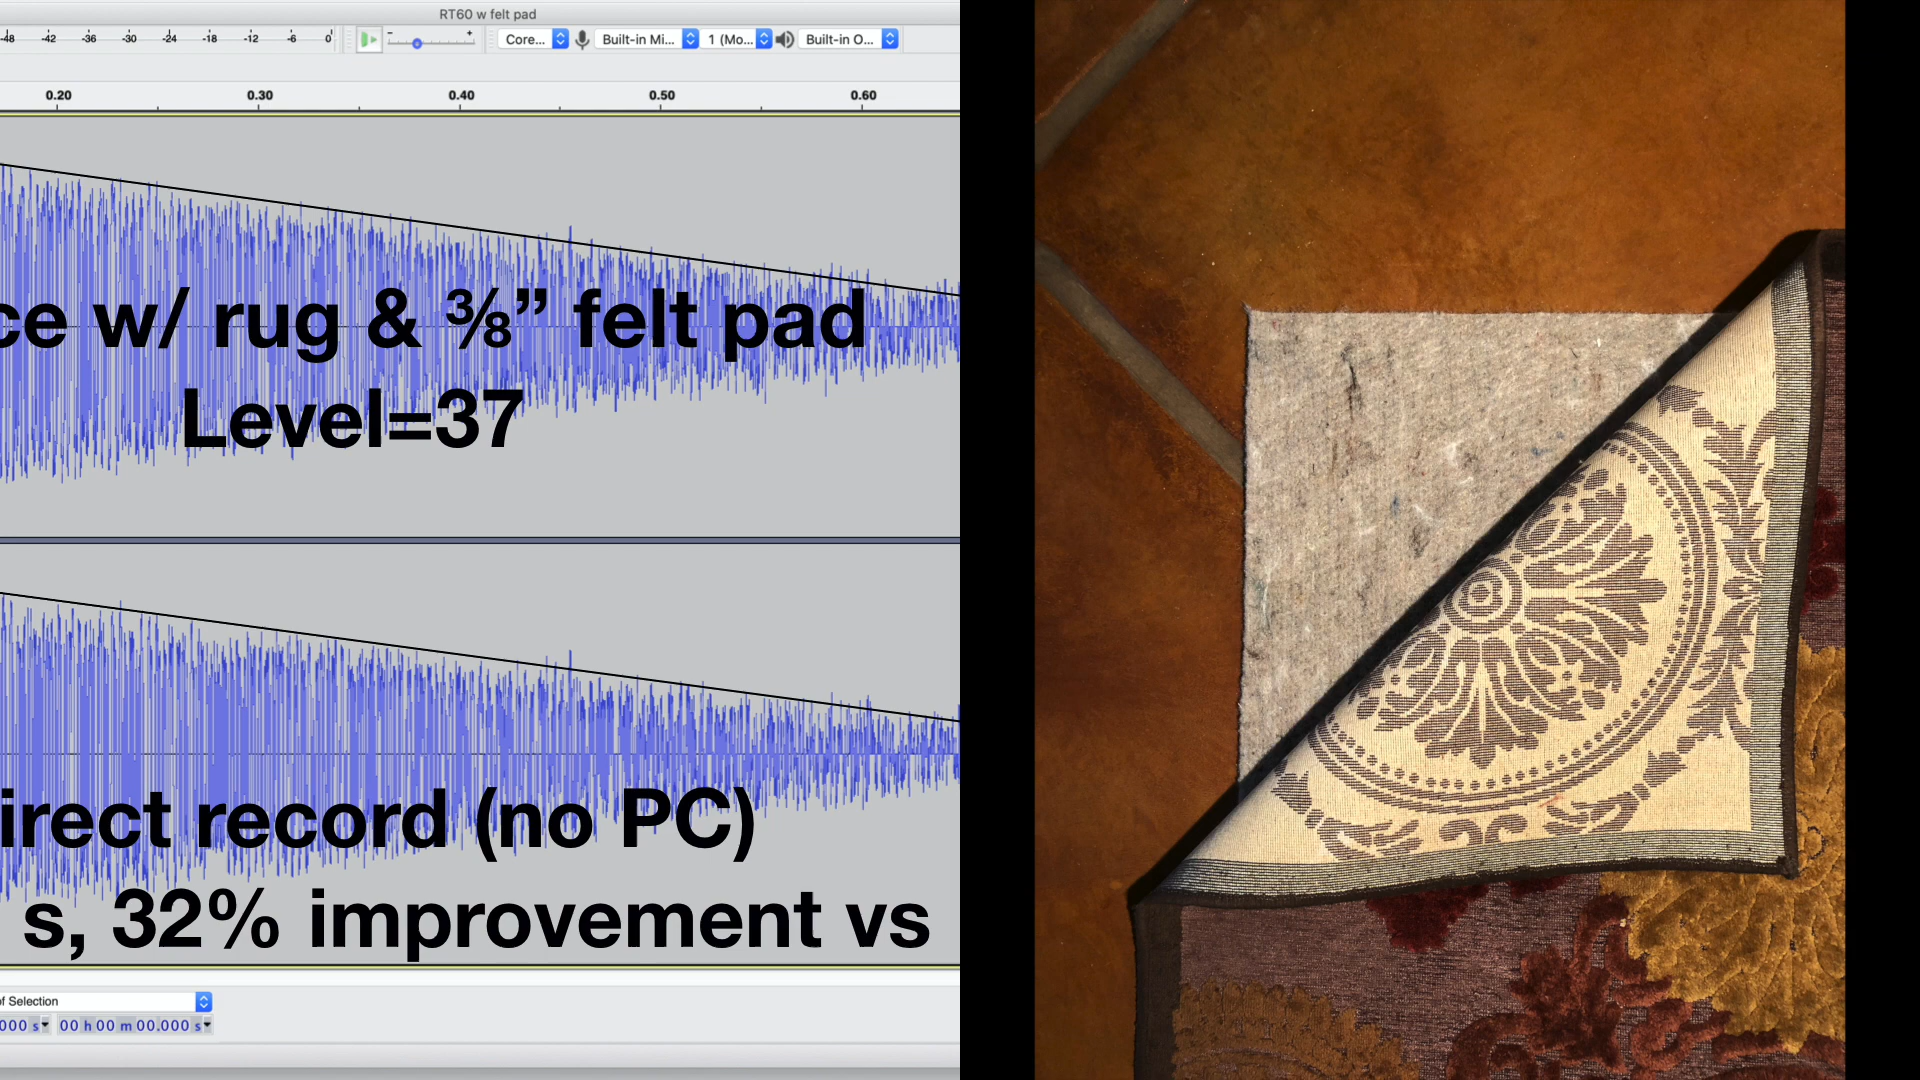 RT60 w felt pad
-48 -42 -36 -30 -24 -18 -12 -6 0
- +
Core... Built-in Mi... 1 (Mo... Built-in O...
0.20 0.30 0.40 0.50 0.60
ce w/ rug & ⅜” felt pad
Level=37
irect record (no PC)
s, 32% improvement vs
of Selection
000 s 00 h 00 m 00.000 s